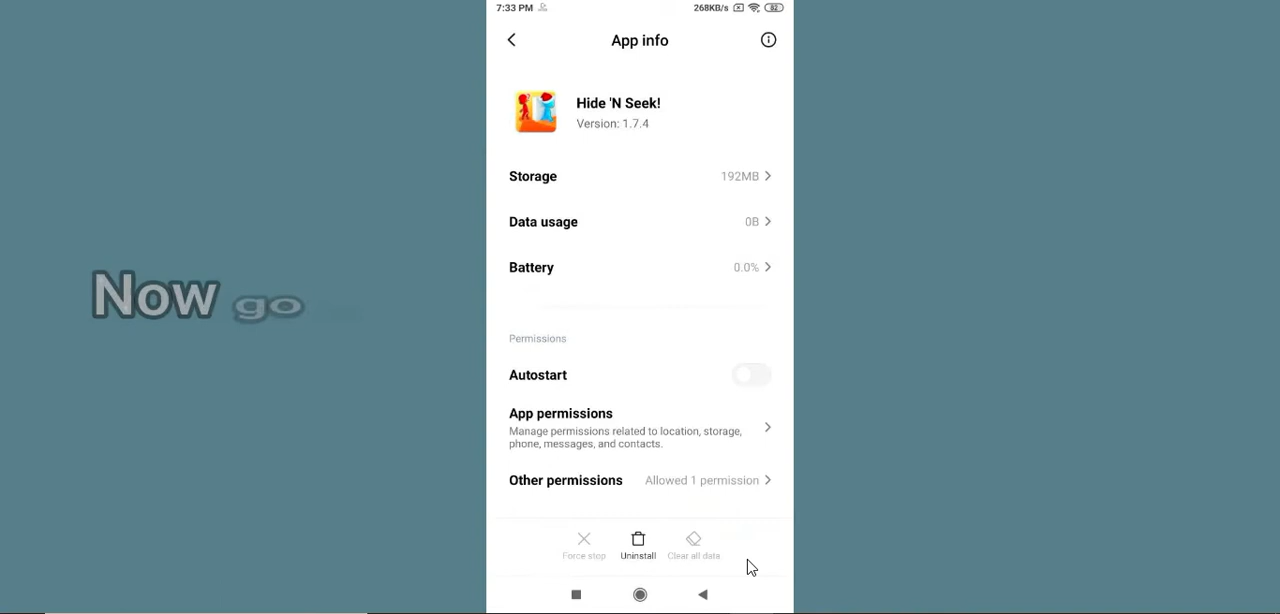 7:33 PM 268KB/s 82
App info
Hide 'N Seek!
Version: 1.7.4
Storage 192MB
Data usage 0B
Battery 0.0%
Now go
Permissions
Autostart
App permissions
Manage permissions related to location, storage,
phone, messages, and contacts.
Other permissions Allowed 1 permission
Force stop Uninstall Clear all data